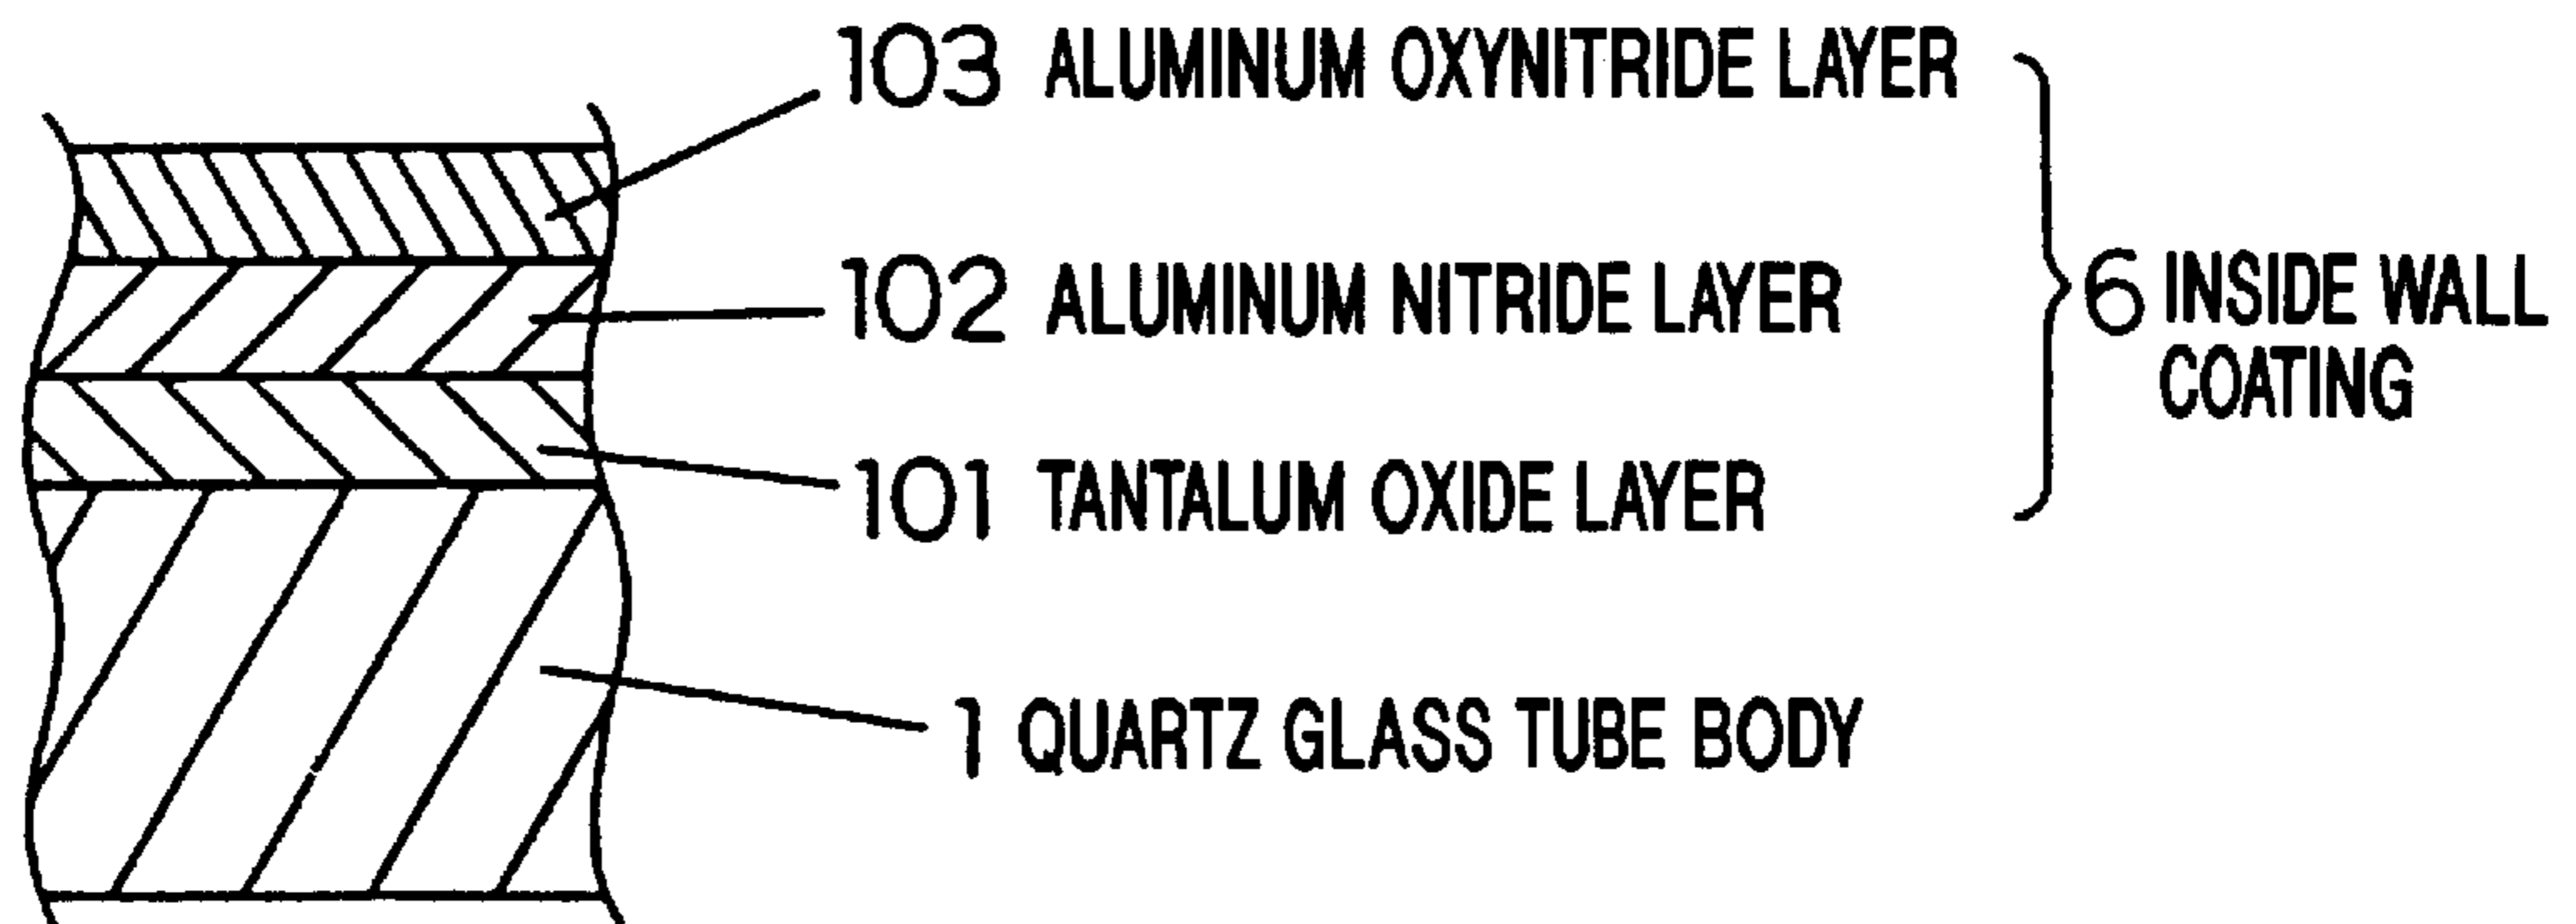 103 ALUMINUM OXYNITRIDE LAYER
102 ALUMINUM NITRIDE LAYER
6 INSIDE WALL
COATING
101 TANTALUM OXIDE LAYER
1 QUARTZ GLASS TUBE BODY